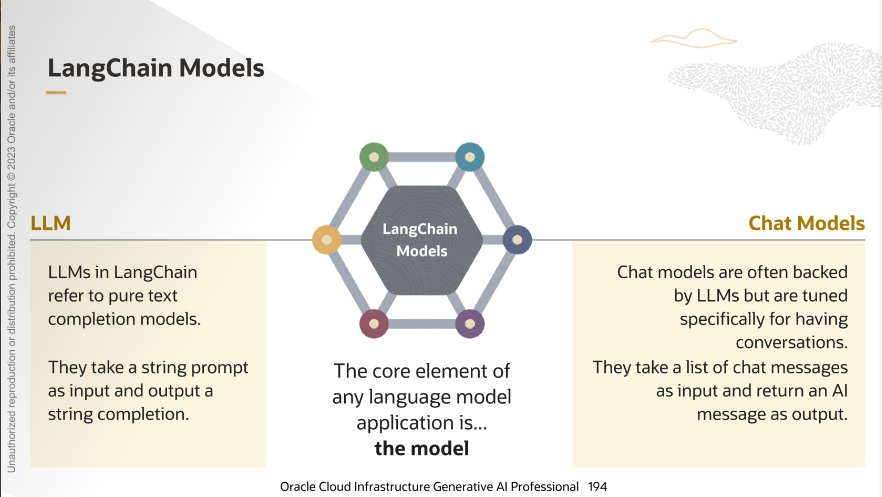 LangChain Models
LLM
LLMs in LangChain
refer to pure text
completion models.
They take a string prompt
as input and output a
string completion.
LangChain
Models
The core element of
any language model
application is...
the model
Chat Models
Chat models are often backed
by LLMs but are tuned
specifically for having
conversations.
They take a list of chat messages
as input and return an AI
message as output.
Oracle Cloud Infrastructure Generative AI Professional 194
Unauthorized reproduction or distribution prohibited. Copyright © 2023 Oracle and/or its affiliates